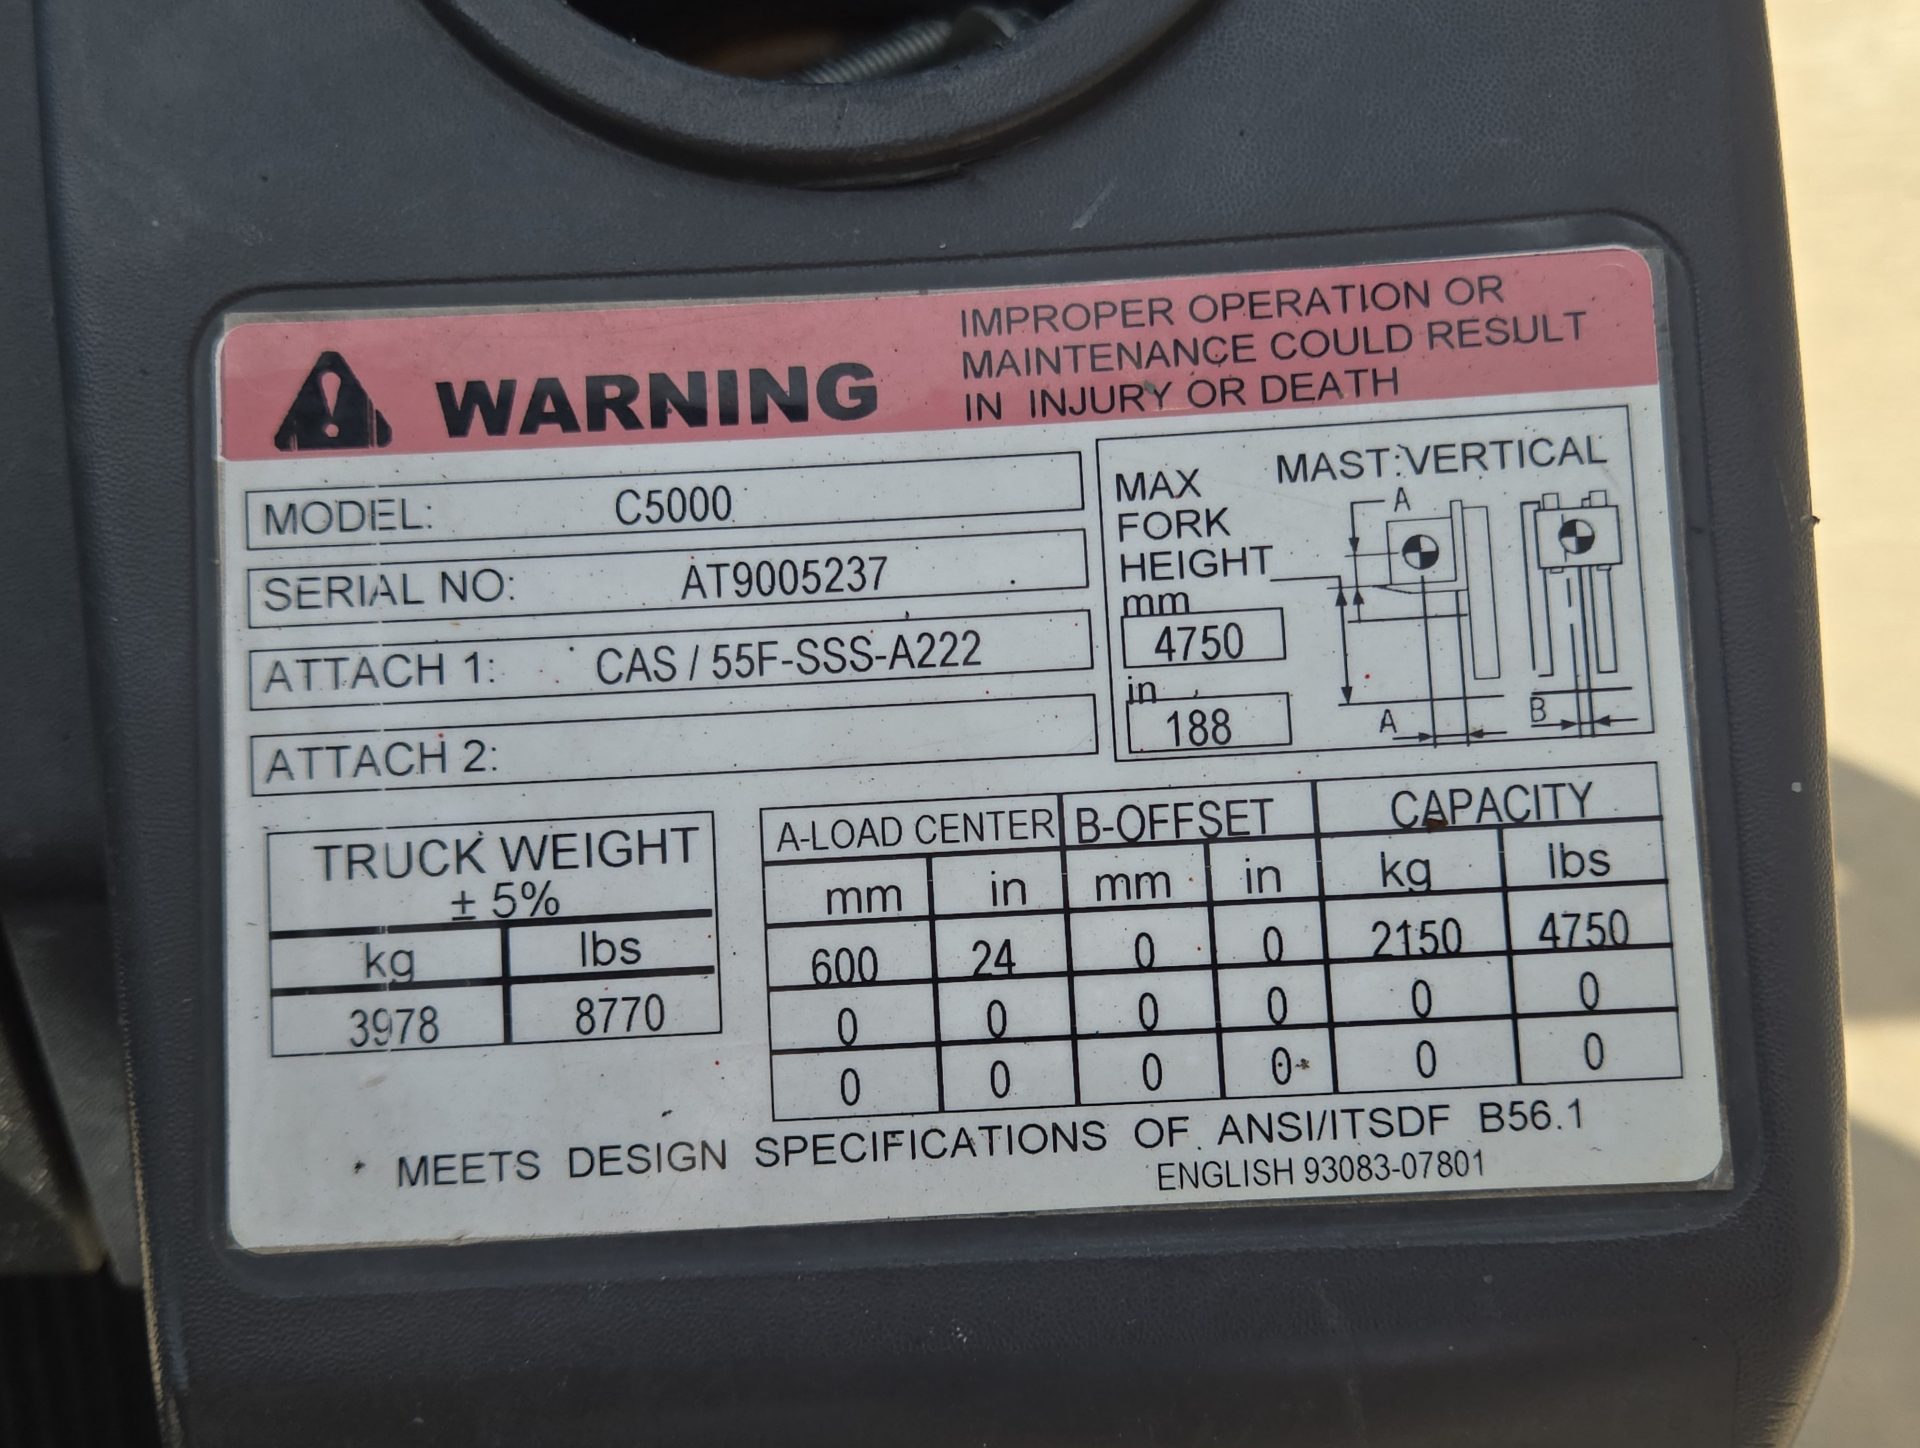 WARNING
IMPROPER OPERATION OR
MAINTENANCE COULD RESULT
IN INJURY OR DEATH
MODEL: C5000
SERIAL NO: AT9005237
ATTACH 1: CAS / 55F-SSS-A222
ATTACH 2:
MAX
FORK
HEIGHT
mm
4750
in
188
MAST:VERTICAL
A
A
B
TRUCK WEIGHT
± 5%
kg lbs
3978 8770
A-LOAD CENTER B-OFFSET CAPACITY
mm in mm in kg lbs
600 24 0 0 2150 4750
0 0 0 0 0 0
0 0 0 0 0 0
MEETS DESIGN SPECIFICATIONS OF ANSI/ITSDF B56.1
ENGLISH 93083-07801